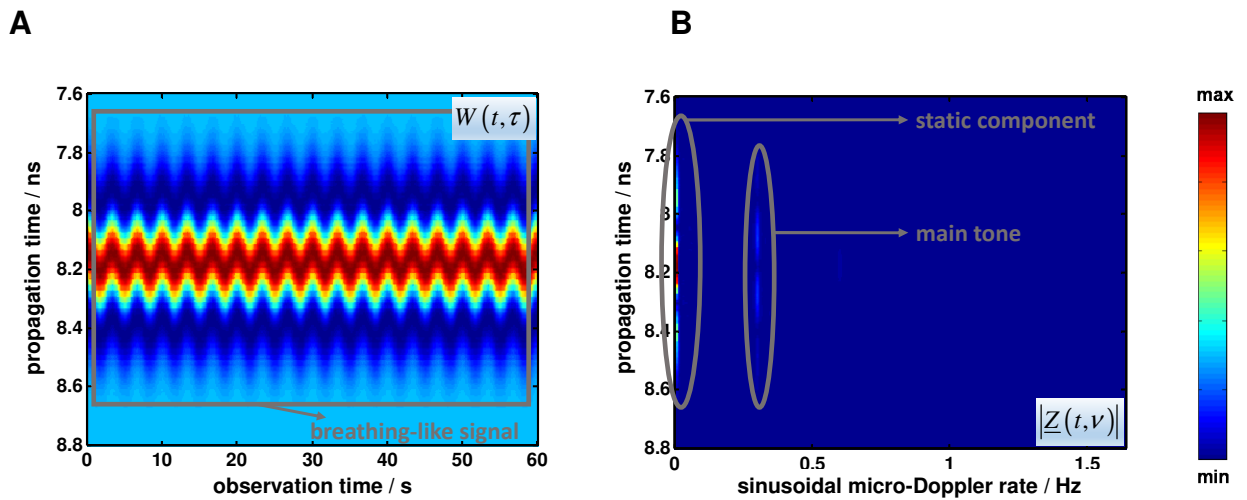 A
B
7.6
7.8
8
8.2
8.4
8.6
8.8
propagation time / ns
W(t,τ)
breathing-like signal
0
10
20
30
40
50
60
observation time / s
7.6
7.8
8
8.2
8.4
8.6
8.8
propagation time / ns
static component
main tone
|Z(t,ν)|
0
0.5
1
1.5
sinusoidal micro-Doppler rate / Hz
max
min